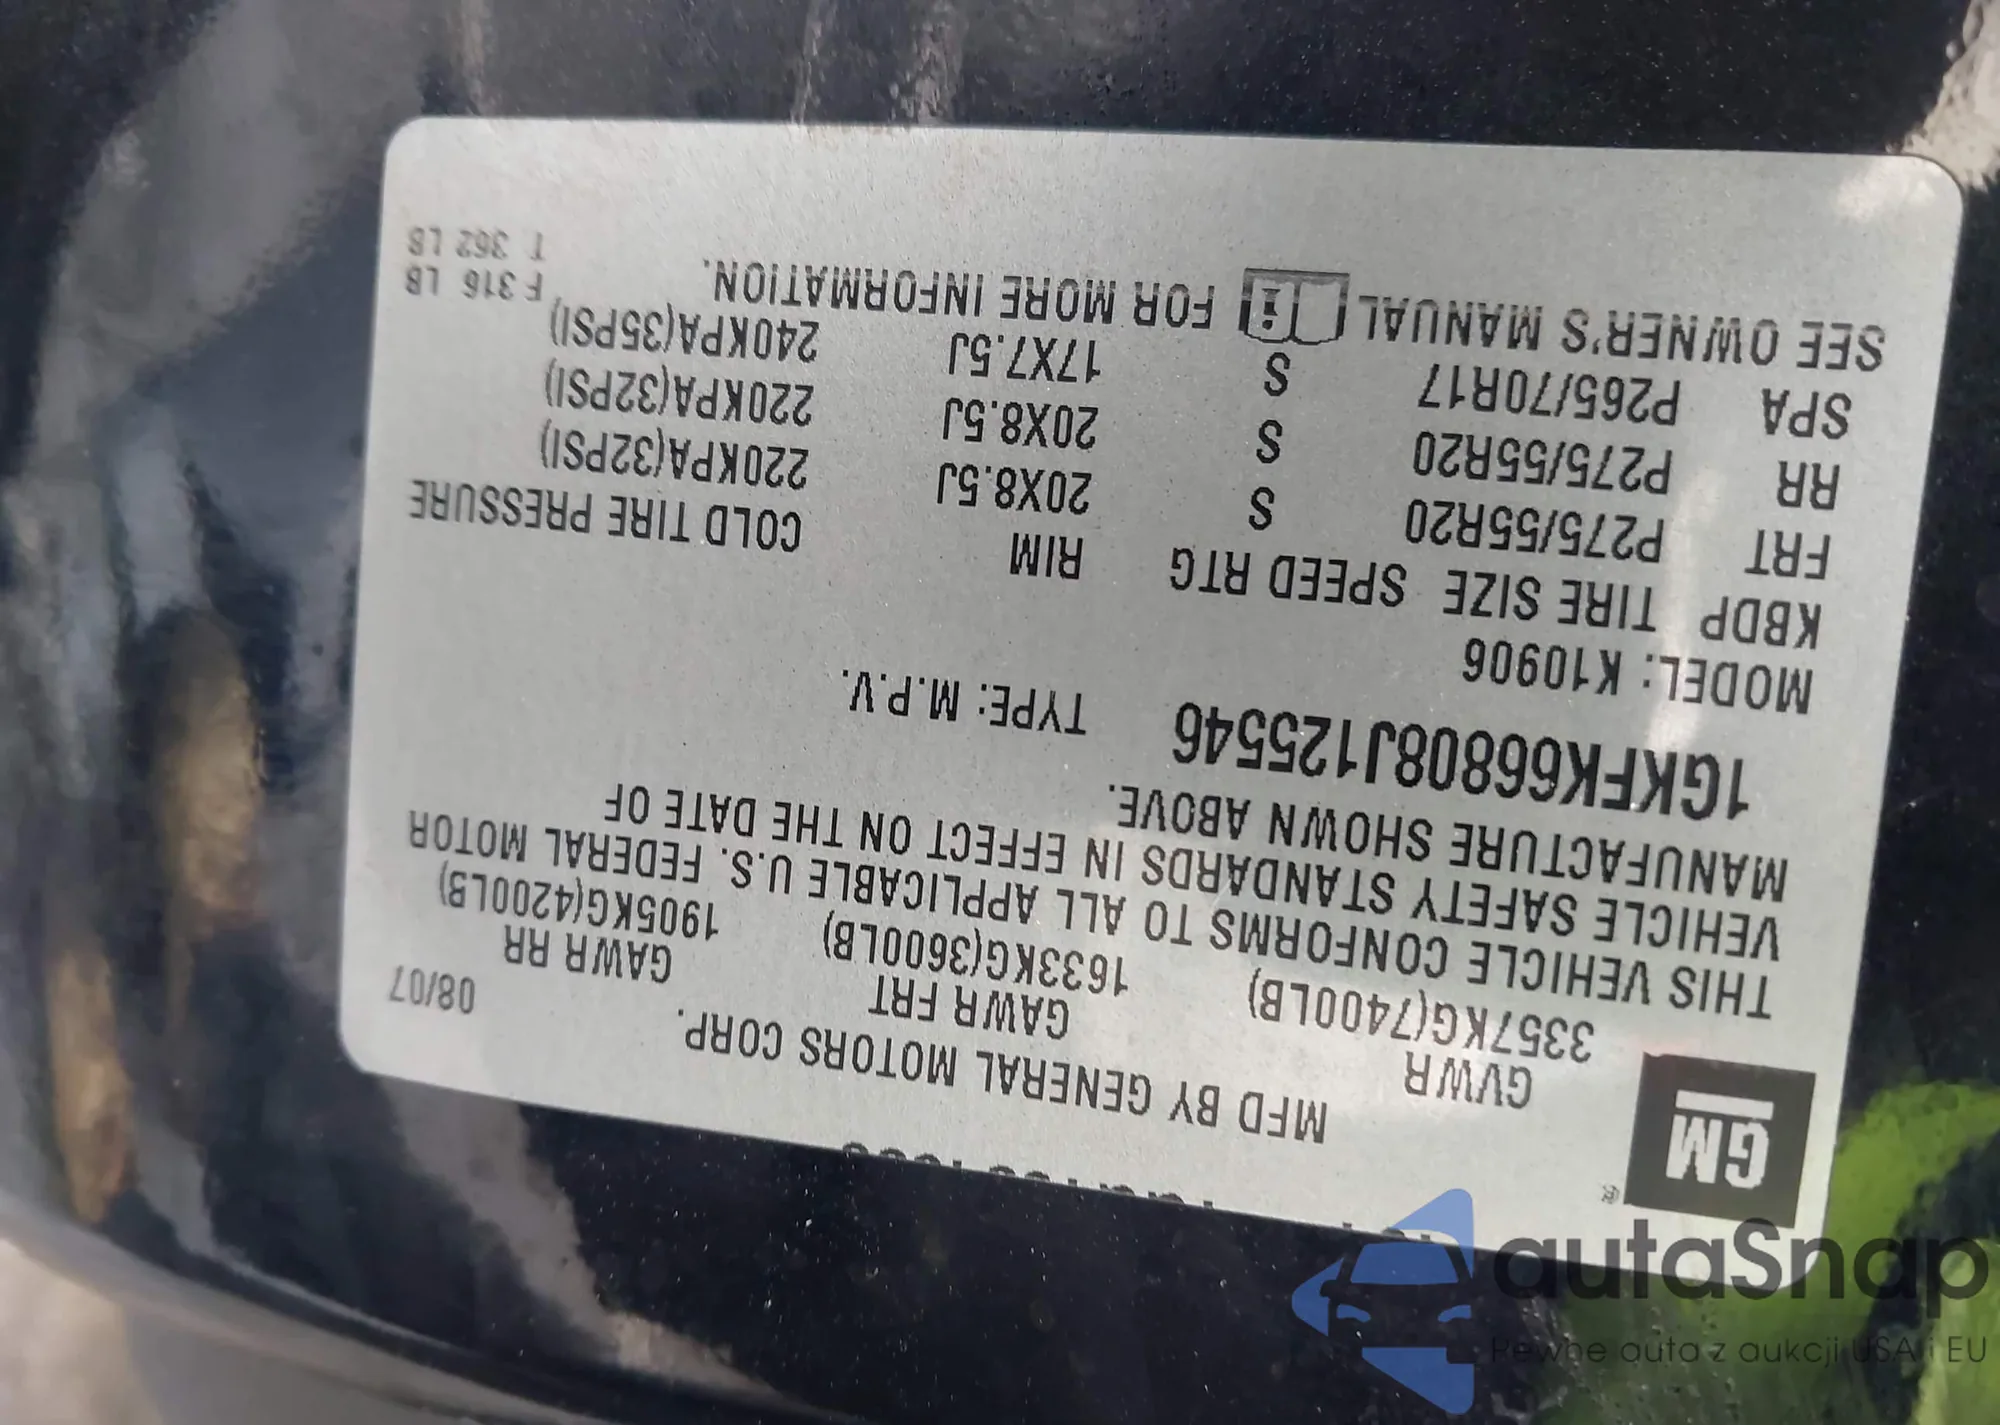 GM
®
MFD BY GENERAL MOTORS CORP. 08/07
GVWR GAWR FRT GAWR RR
3357KG(7400LB) 1633KG(3600LB) 1905KG(4200LB)
THIS VEHICLE CONFORMS TO ALL APPLICABLE U.S. FEDERAL MOTOR
VEHICLE SAFETY STANDARDS IN EFFECT ON THE DATE OF
MANUFACTURE SHOWN ABOVE.
1GKFK66808J125546 TYPE: M.P.V.
MODEL: K10906
KBDP TIRE SIZE SPEED RTG RIM COLD TIRE PRESSURE
FRT P275/55R20 S 20X8.5J 220KPA(32PSI)
RR P275/55R20 S 20X8.5J 220KPA(32PSI)
SPA P265/70R17 S 17X7.5J 240KPA(35PSI)
SEE OWNER'S MANUAL i FOR MORE INFORMATION.
F 316 LB
T 362 LB
autaSnap
Pewne auta z aukcji USA i EU